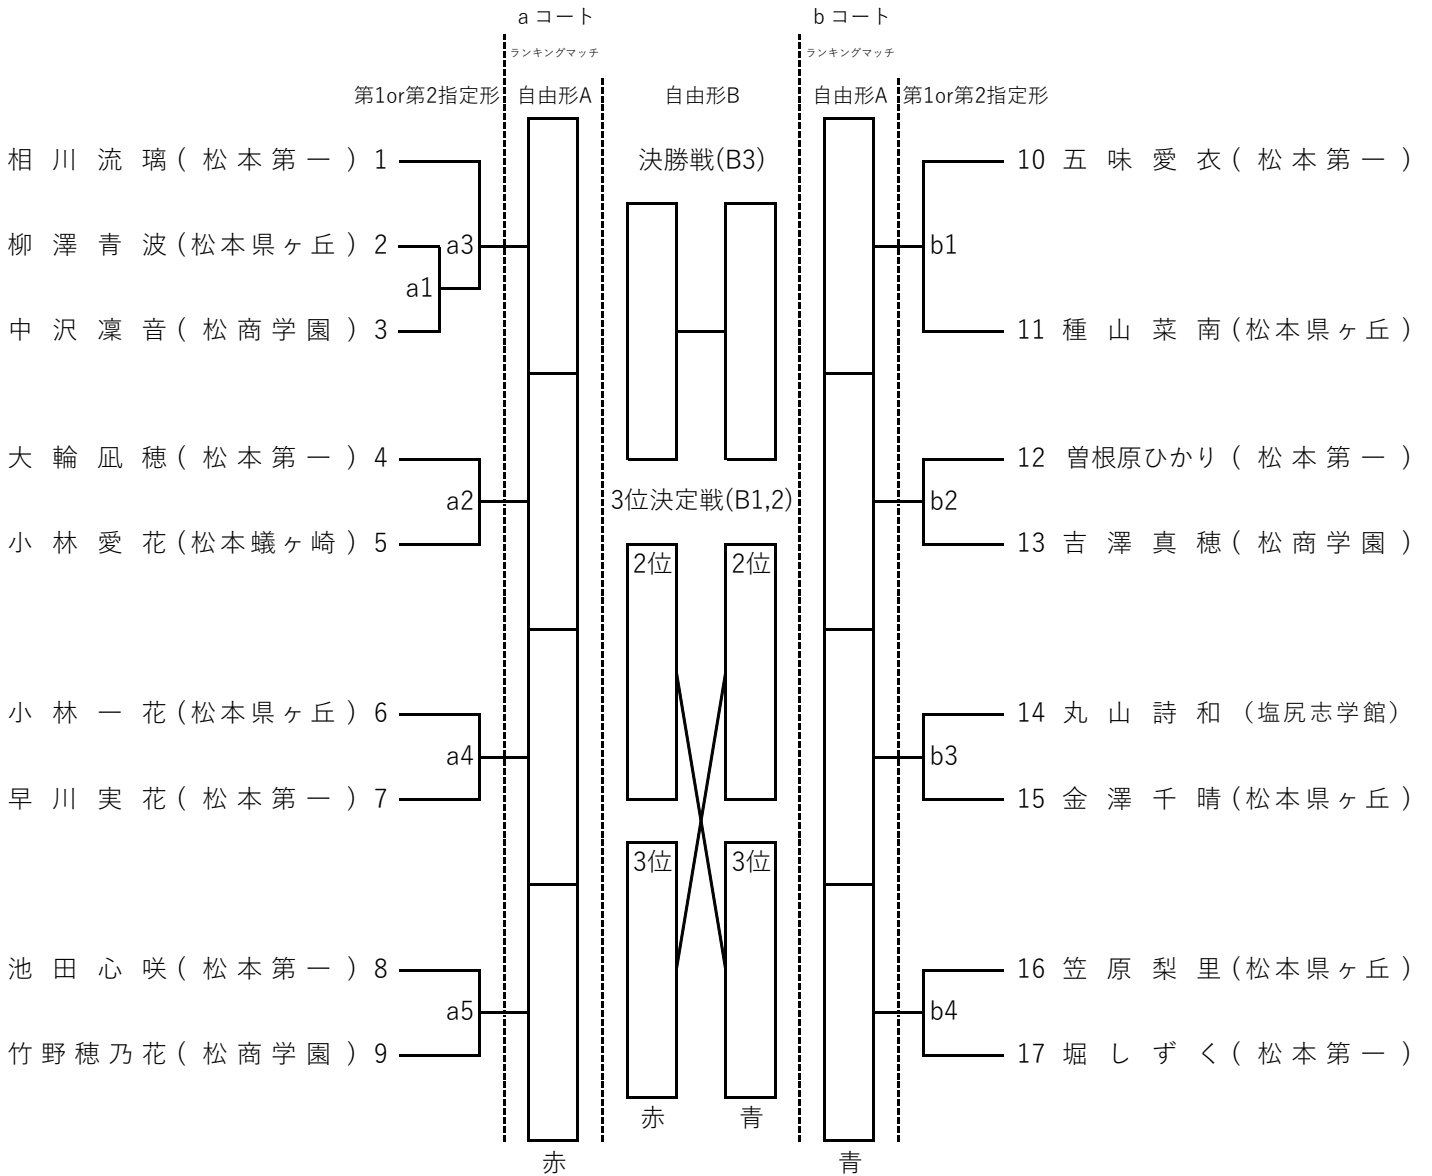 a コート b コート
ランキングマッチ ランキングマッチ
第1or第2指定形 自由形A 自由形B 自由形A 第1or第2指定形
相川流璃(松本第一) 1 決勝戦(B3) 10 五味愛衣(松本第一)
柳澤青波(松本県ヶ丘) 2 a3 b1
a1
中沢凜音(松商学園) 3 11 種山菜南(松本県ヶ丘)
大輪凪穂(松本第一) 4 12 曽根原ひかり(松本第一)
a2 3位決定戦(B1,2) b2
小林愛花(松本蟻ヶ崎) 5 13 吉澤真穂(松商学園)
2位 2位
小林一花(松本県ヶ丘) 6 14 丸山詩和(塩尻志学館)
a4 b3
早川実花(松本第一) 7 15 金澤千晴(松本県ヶ丘)
3位 3位
池田心咲(松本第一) 8 16 笠原梨里(松本県ヶ丘)
a5 b4
竹野穂乃花(松商学園) 9 17 堀しずく(松本第一)
赤 青
赤 青